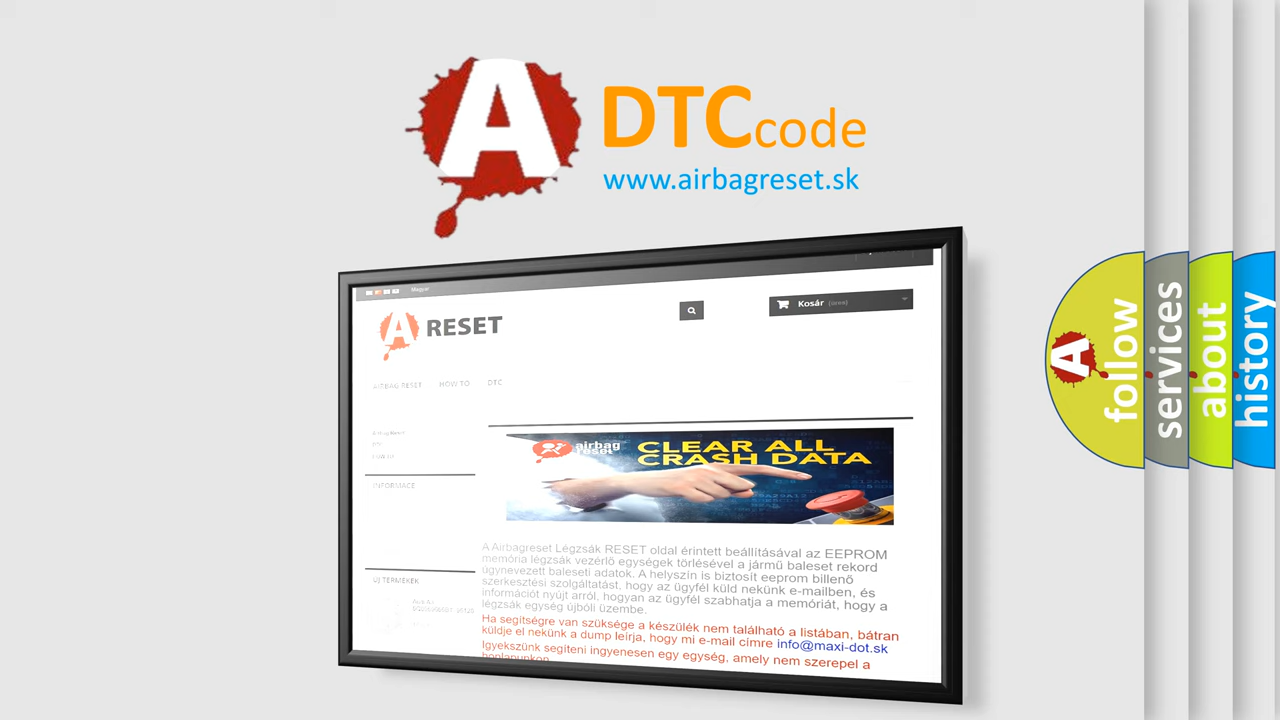 A
DTC code
www.airbagreset.sk
Magyar
A RESET
Kosár (üres)
AIRBAG RESET HOW TO DTC
INFORMACE
airbag
reset
CLEAR ALL
CRASH DATA
A Airbagreset Légzsák RESET oldal érintett beállításával az EEPROM
memória légzsák vezérlő egységek törlésével a jármű baleset rekord
úgynevezett baleseti adatok. A helyszín is biztosít eeprom billenő
szerkesztési szolgáltatást, hogy az ügyfél küld nekünk e-mailben, és
információt nyújt arról, hogyan az ügyfél szabhatja a memóriát, hogy a
légzsák egység újbóli üzembe.
Ha segítségre van szüksége a készülék nem található a listában, bátran
küldje el nekünk a dump leírja, hogy mi e-mail címre info@maxi-dot.sk
Igyekszünk segíteni ingyenesen egy egység, amely nem szerepel a
honlapunkon
ÚJ TERMÉKEK
A
follow
services
about
history